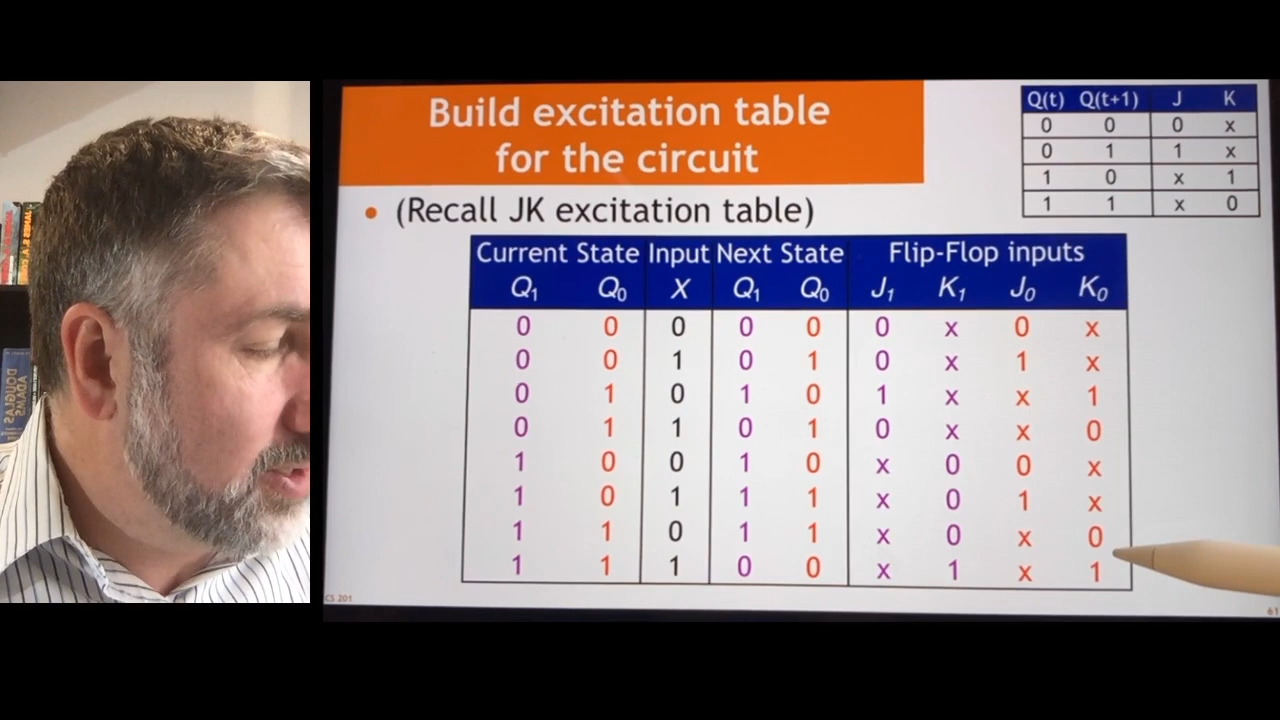 Build excitation table
for the circuit
Q(t) Q(t+1) J K
0 0 0 x
0 1 1 x
1 0 x 1
1 1 x 0
• (Recall JK excitation table)
Current State Input Next State Flip-Flop inputs
Q₁ Q₀ X Q₁ Q₀ J₁ K₁ J₀ K₀
0 0 0 0 0 0 x 0 x
0 0 1 0 1 0 x 1 x
0 1 0 1 0 1 x x 1
0 1 1 0 1 0 x x 0
1 0 0 1 0 x 0 0 x
1 0 1 1 1 x 0 1 x
1 1 0 1 1 x 0 x 0
1 1 1 0 0 x 1 x 1
CS 201
61
DOUGLAS
ADAMS